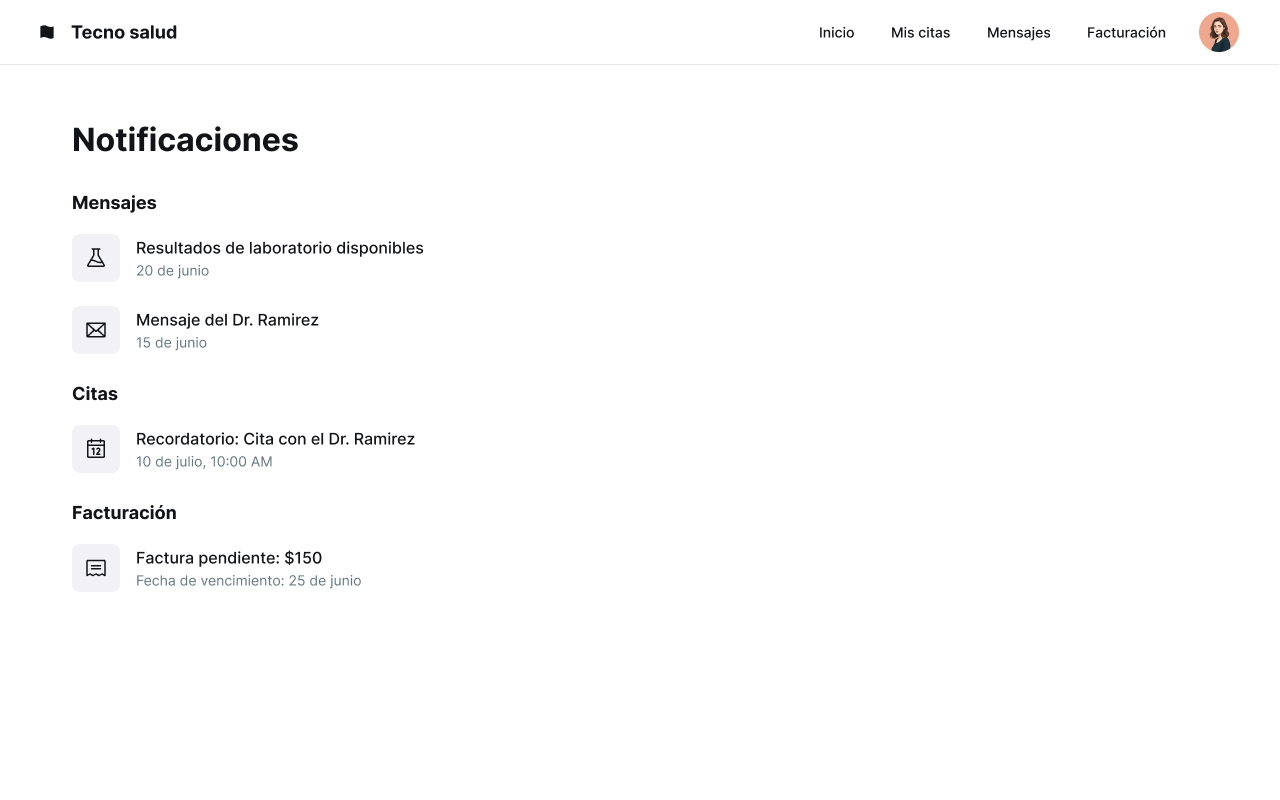 Tecno salud
Inicio
Mis citas
Mensajes
Facturación
Notificaciones
Mensajes
Resultados de laboratorio disponibles
20 de junio
Mensaje del Dr. Ramirez
15 de junio
Citas
12
Recordatorio: Cita con el Dr. Ramirez
10 de julio, 10:00 AM
Facturación
Factura pendiente: $150
Fecha de vencimiento: 25 de junio